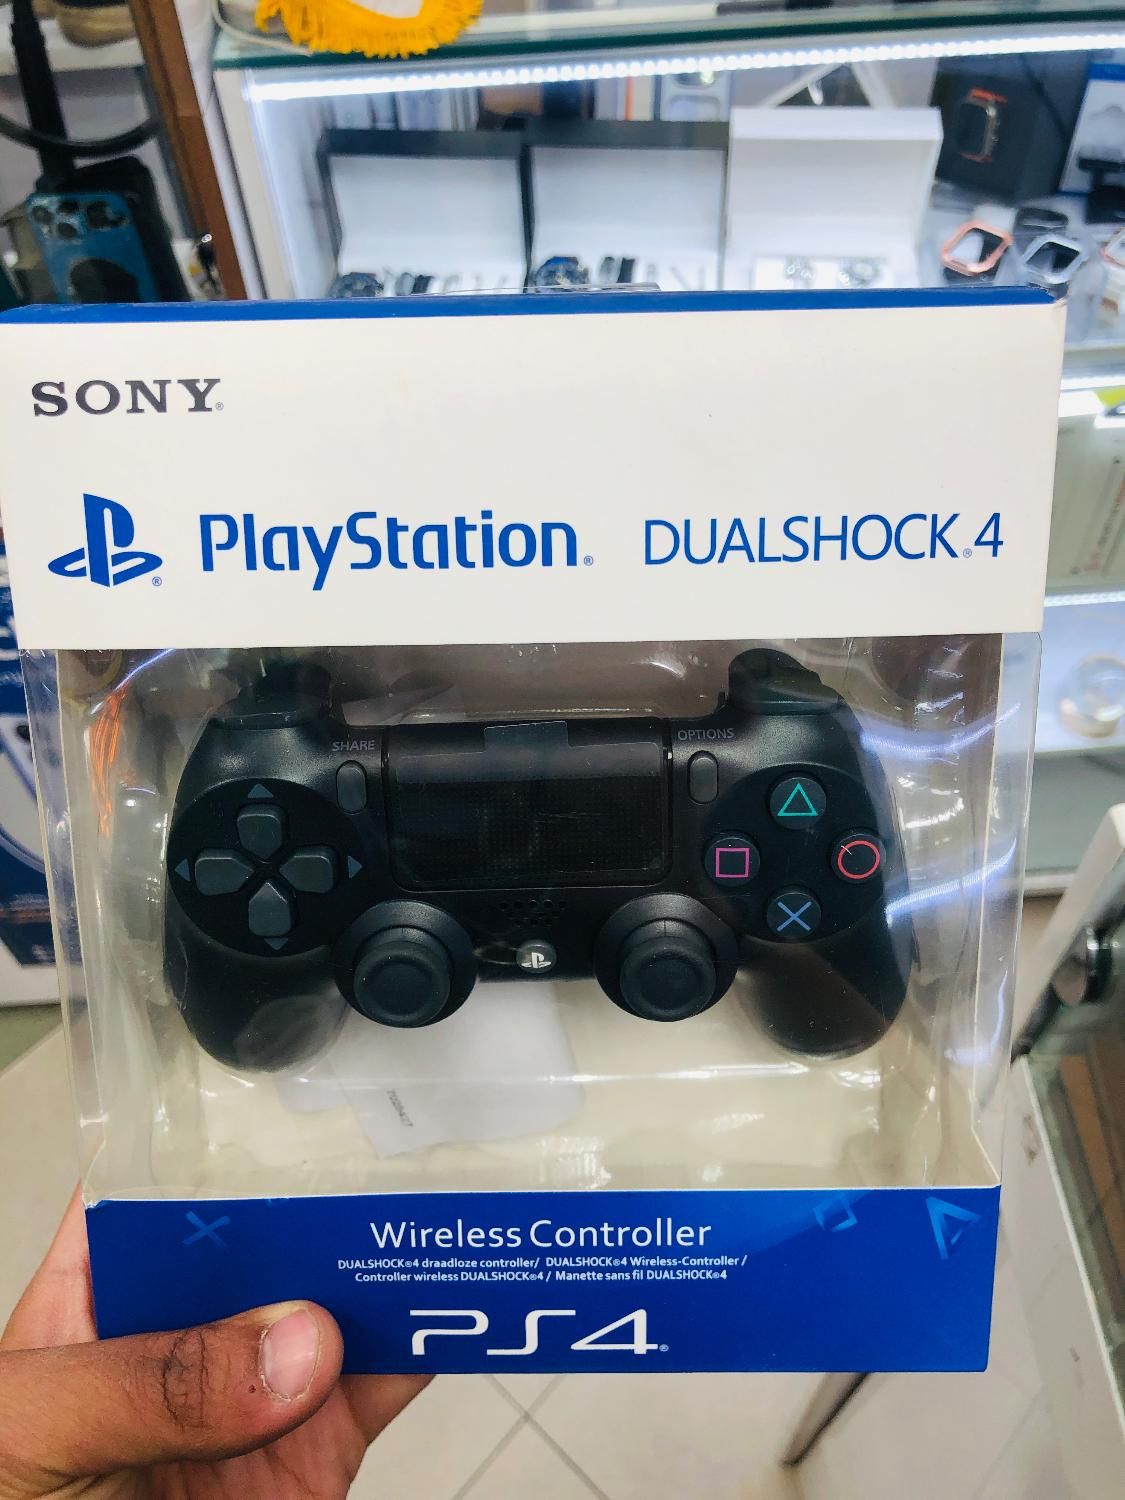 SONY®
PlayStation® DUALSHOCK®4
SHARE
OPTIONS
Wireless Controller
DUALSHOCK®4 draadloze controller/ DUALSHOCK®4 Wireless-Controller /
Controller wireless DUALSHOCK®4 / Manette sans fil DUALSHOCK®4
PS4®